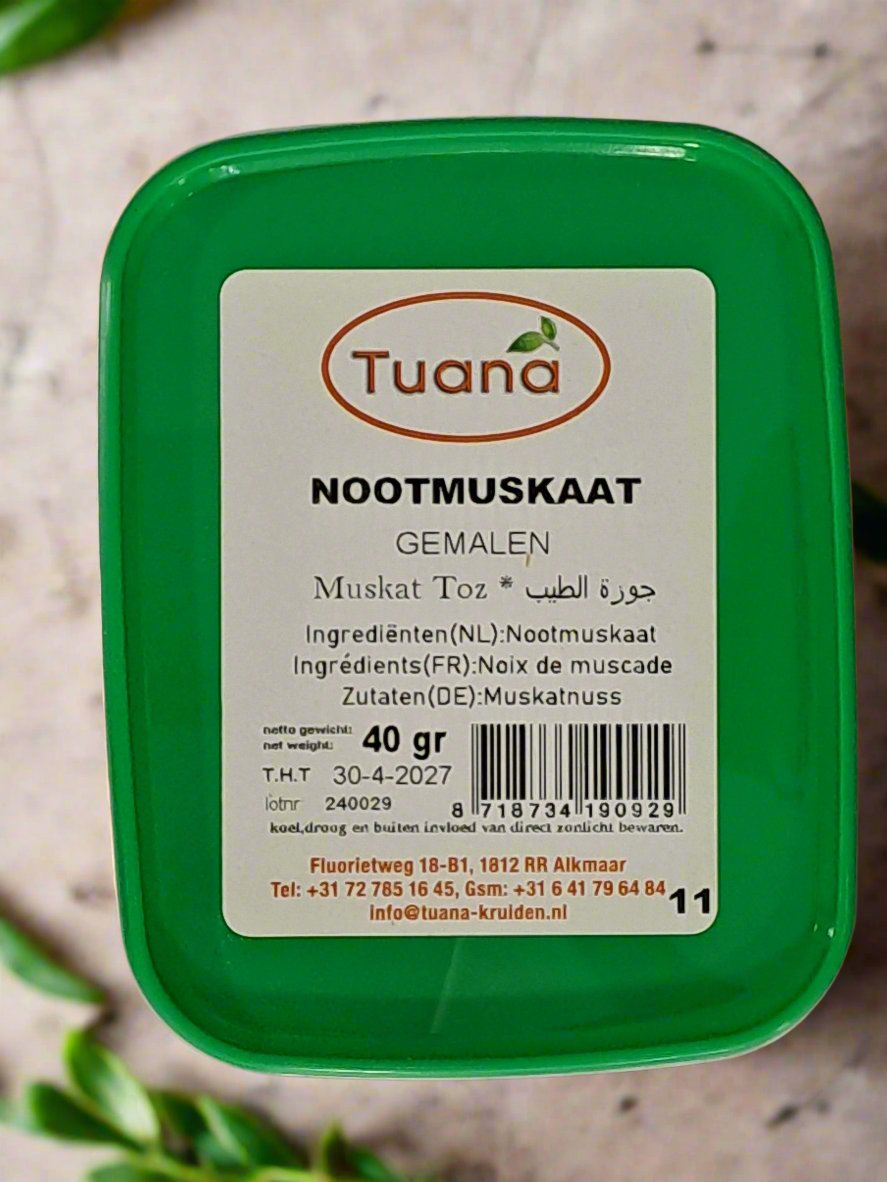 Tuana
NOOTMUSKAAT
GEMALEN
Muskat Toz * جوزة الطيب
Ingrediënten(NL):Nootmuskaat
Ingrédients(FR):Noix de muscade
Zutaten(DE):Muskatnuss
netto gewicht:
net weight: 40 gr
T.H.T 30-4-2027
lotnr 240029
8 718734 190929
koel,droog en buiten invloed van direct zonlicht bewaren.
Fluorietweg 18-B1, 1812 RR Alkmaar
Tel: +31 72 785 16 45, Gsm: +31 6 41 79 64 84
info@tuana-kruiden.nl
11